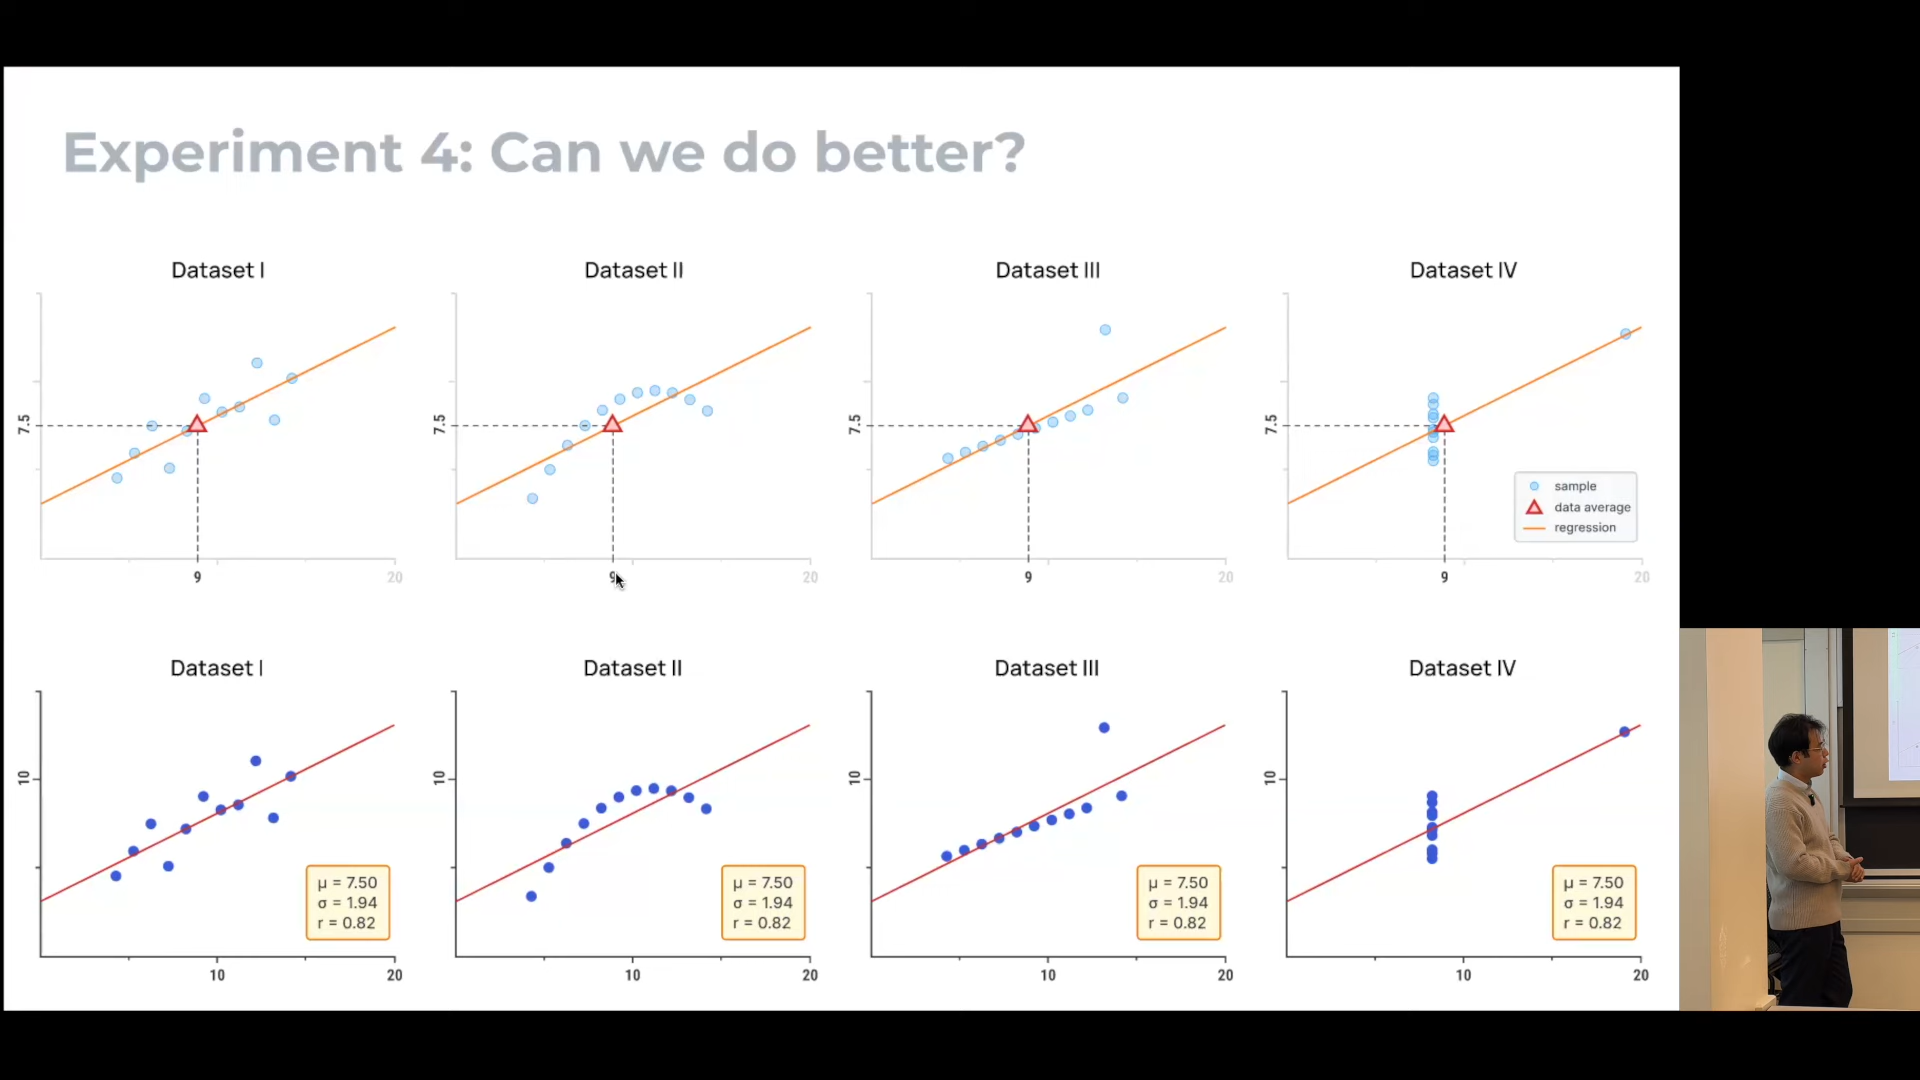 Experiment 4: Can we do better?
Dataset I
Dataset II
Dataset III
Dataset IV
7.5
7.5
7.5
7.5
sample
data average
regression
9
9
20
9
20
9
20
20
Dataset I
Dataset II
Dataset III
Dataset IV
10
10
10
10
μ = 7.50
σ = 1.94
r = 0.82
μ = 7.50
σ = 1.94
r = 0.82
μ = 7.50
σ = 1.94
r = 0.82
μ = 7.50
σ = 1.94
r = 0.82
10
20
10
20
10
20
10
20